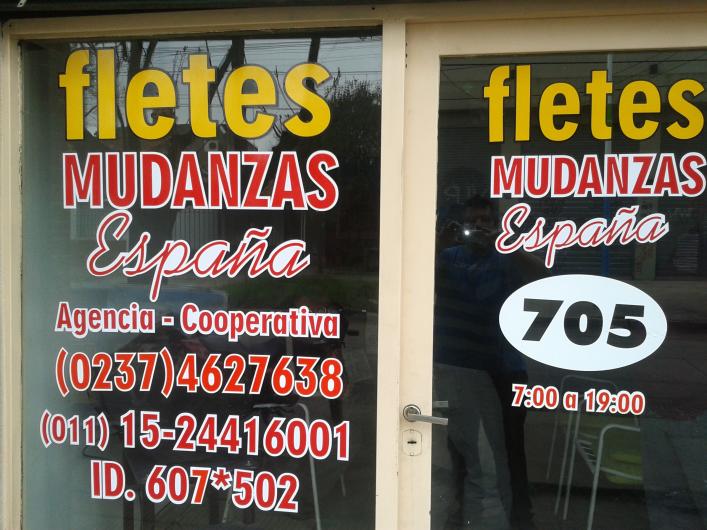 fletes
MUDANZAS
España
Agencia - Cooperativa
(0237)4627638
(011) 15-24416001
ID. 607*502
fletes
MUDANZAS
España
705
7:00 a 19:00